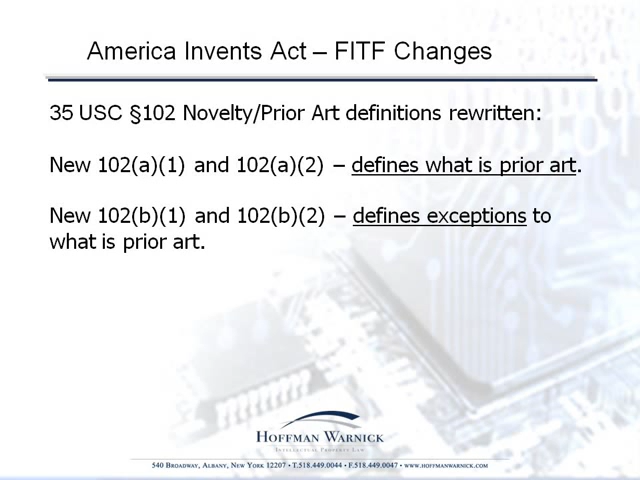 America Invents Act – FITF Changes
35 USC §102 Novelty/Prior Art definitions rewritten:
New 102(a)(1) and 102(a)(2) – defines what is prior art.
New 102(b)(1) and 102(b)(2) – defines exceptions to
what is prior art.
HOFFMAN WARNICK
INTELLECTUAL PROPERTY LAW
540 BROADWAY, ALBANY, NEW YORK 12207 • T.518.449.0044 • F.518.449.0047 • WWW.HOFFMANWARNICK.COM